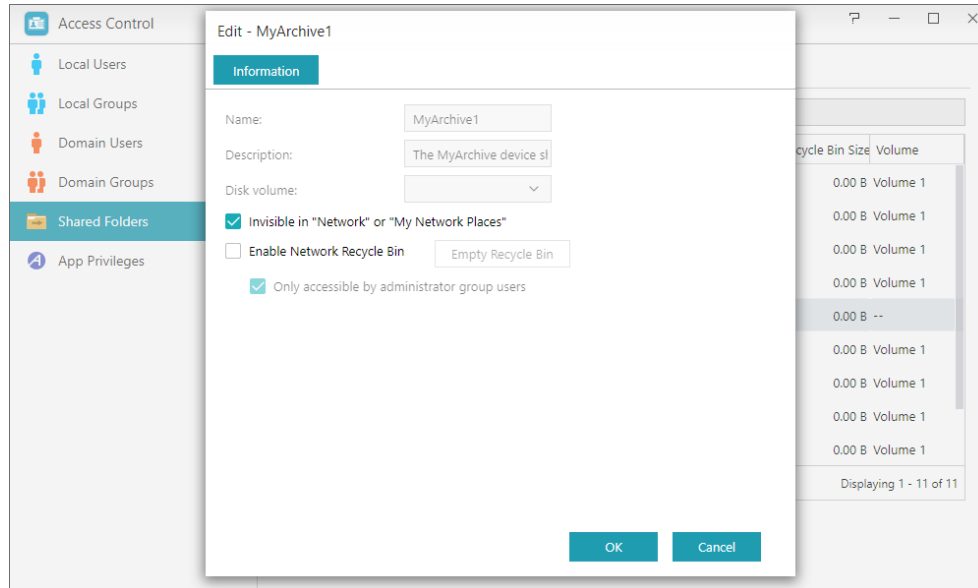 Access Control
Local Users
Local Groups
Domain Users
Domain Groups
Shared Folders
App Privileges
Edit - MyArchive1
Information
Name: MyArchive1
Description: The MyArchive device
Disk volume:
Invisible in "Network" or "My Network Places"
Enable Network Recycle Bin Empty Recycle Bin
Only accessible by administrator group users
OK Cancel
Bin Size Volume
0.00 B Volume 1
0.00 B Volume 1
0.00 B Volume 1
0.00 B Volume 1
0.00 B --
0.00 B Volume 1
0.00 B Volume 1
0.00 B Volume 1
0.00 B Volume 1
Displaying 1 - 11 of 11